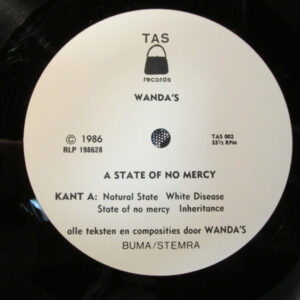 TAS
records
WANDA'S
© 1986
RLP 198628
TAS 002
33⅓ RPM
A STATE OF NO MERCY
KANT A: Natural State White Disease
State of no mercy Inheritance
alle teksten en composities door WANDA'S
BUMA/STEMRA